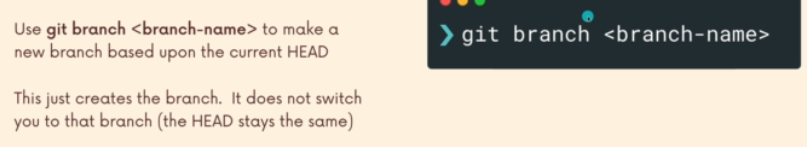 Use git branch <branch-name> to make a
new branch based upon the current HEAD
This just creates the branch. It does not switch
you to that branch (the HEAD stays the same)
❯ git branch <branch-name>